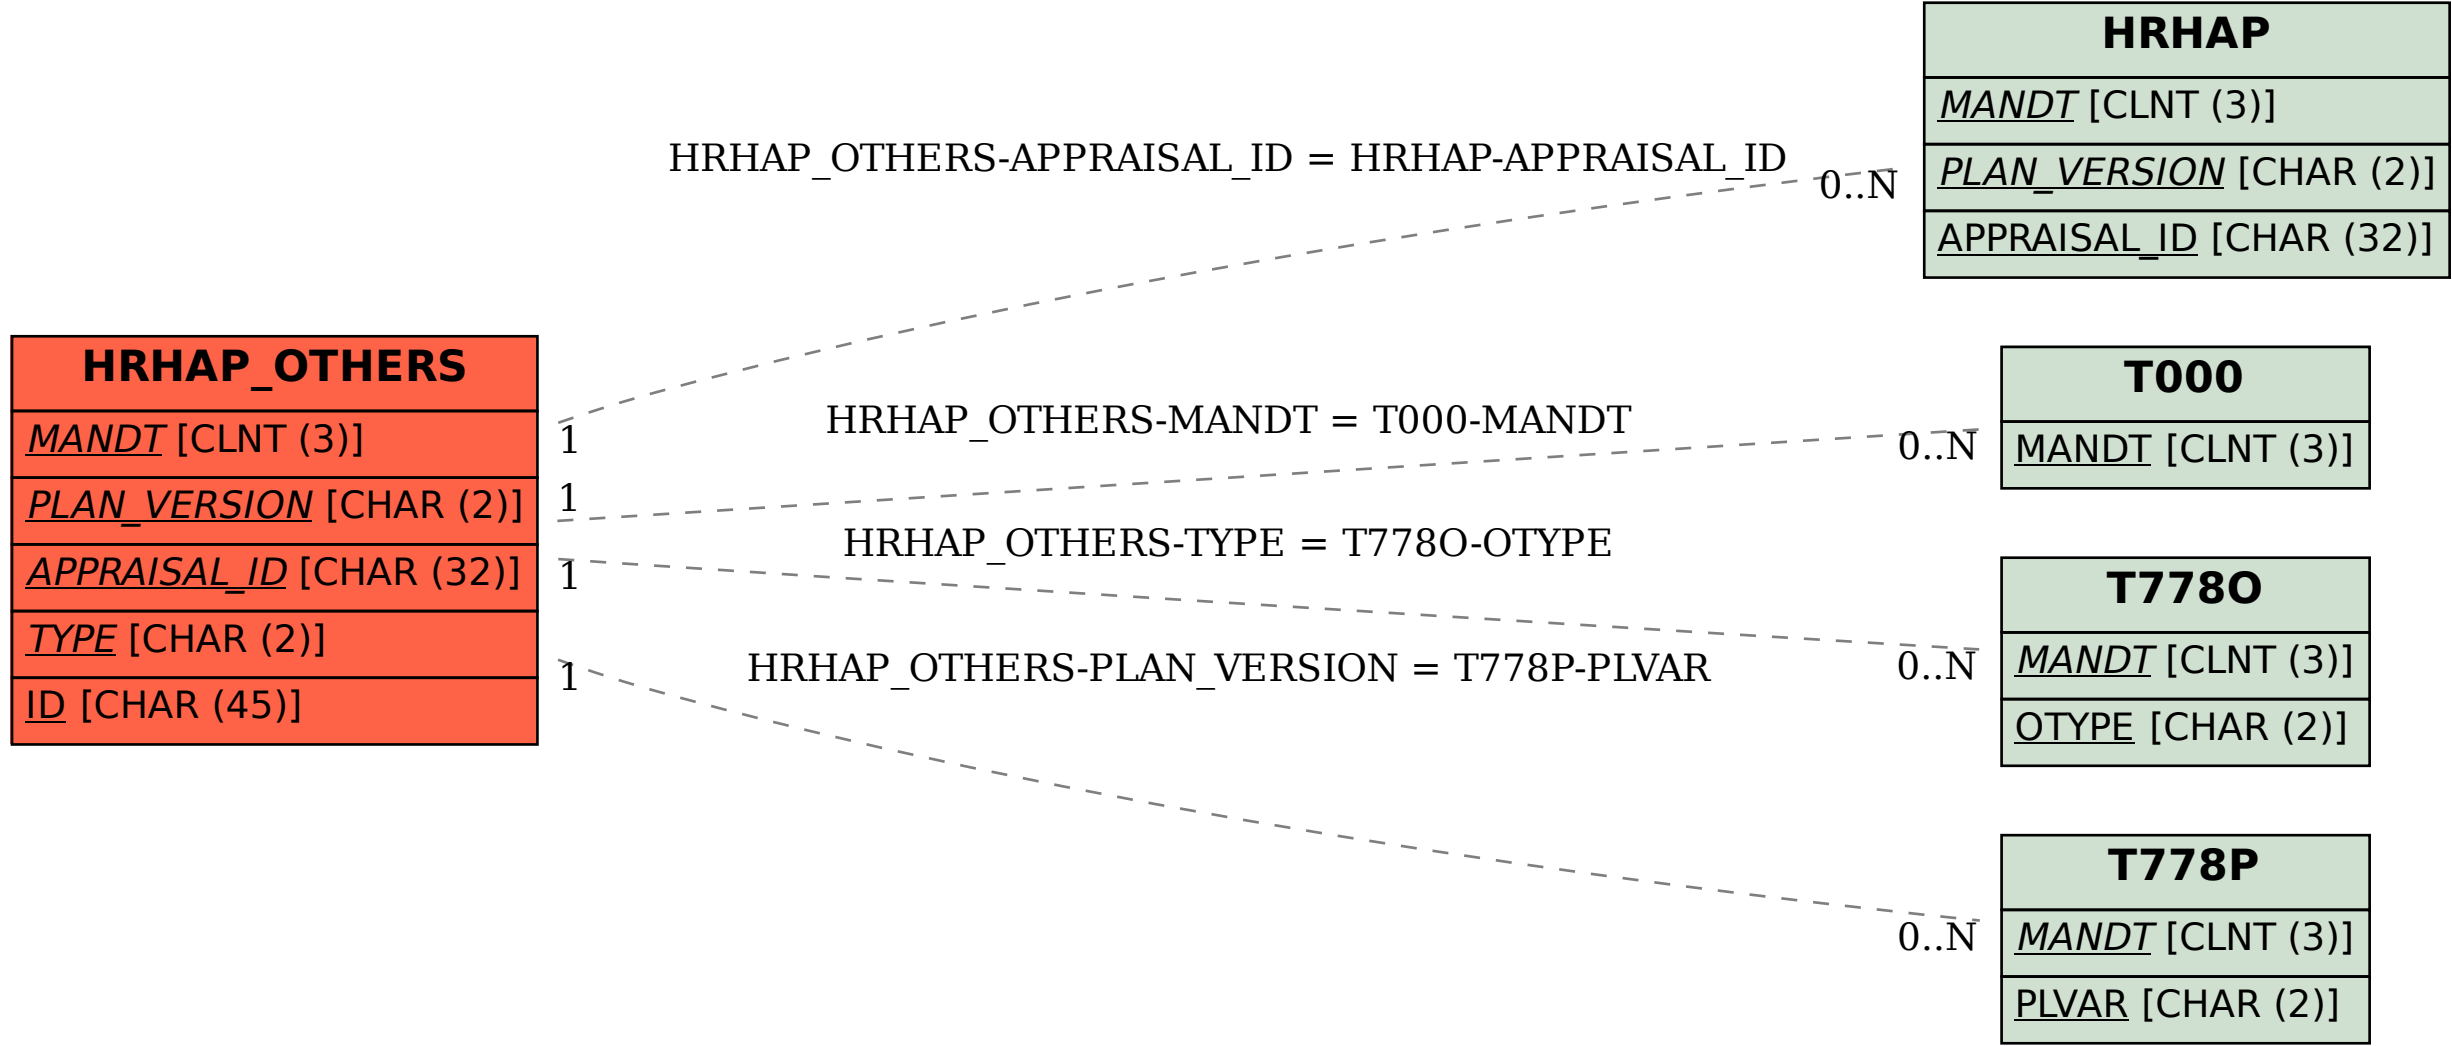 HRHAP
MANDT [CLNT (3)]
PLAN_VERSION [CHAR (2)]
APPRAISAL_ID [CHAR (32)]
HRHAP_OTHERS-APPRAISAL_ID = HRHAP-APPRAISAL_ID
0..N
1
HRHAP_OTHERS
MANDT [CLNT (3)]
PLAN_VERSION [CHAR (2)]
APPRAISAL_ID [CHAR (32)]
TYPE [CHAR (2)]
ID [CHAR (45)]
HRHAP_OTHERS-MANDT = T000-MANDT
1
0..N
T000
MANDT [CLNT (3)]
HRHAP_OTHERS-TYPE = T778O-OTYPE
1
0..N
T778O
MANDT [CLNT (3)]
OTYPE [CHAR (2)]
HRHAP_OTHERS-PLAN_VERSION = T778P-PLVAR
1
0..N
T778P
MANDT [CLNT (3)]
PLVAR [CHAR (2)]